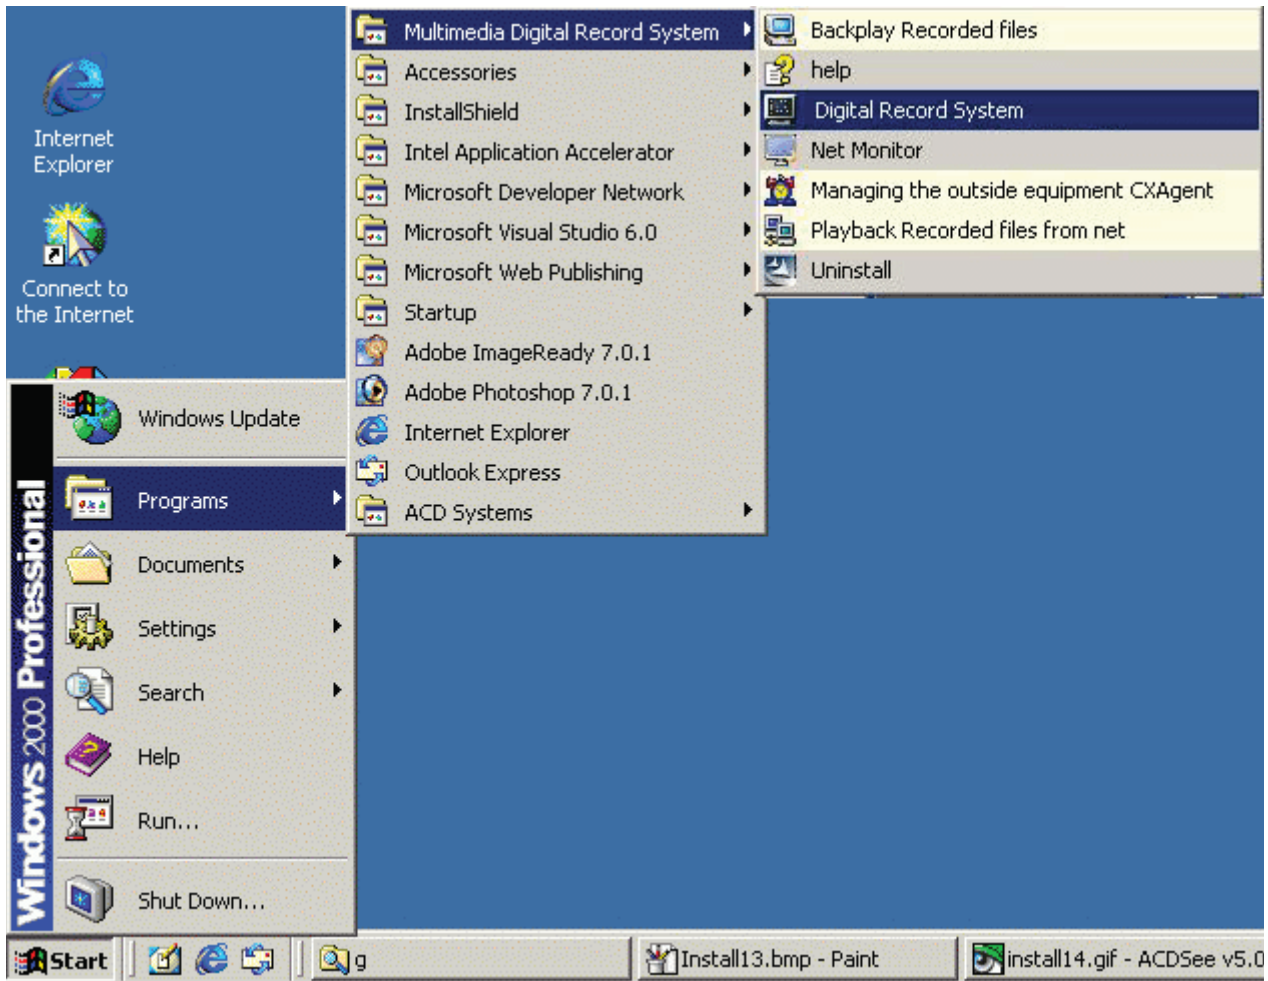 Internet
Explorer
Connect to
the Internet
Windows 2000 Professional
Windows Update
Programs
Documents
Settings
Search
Help
Run...
Shut Down...
Multimedia Digital Record System
Accessories
InstallShield
Intel Application Accelerator
Microsoft Developer Network
Microsoft Visual Studio 6.0
Microsoft Web Publishing
Startup
Adobe ImageReady 7.0.1
Adobe Photoshop 7.0.1
Internet Explorer
Outlook Express
ACD Systems
Backplay Recorded files
help
Digital Record System
Net Monitor
Managing the outside equipment CXAgent
Playback Recorded files from net
Uninstall
Start
g
Install13.bmp - Paint
install14.gif - ACDSee v5.0